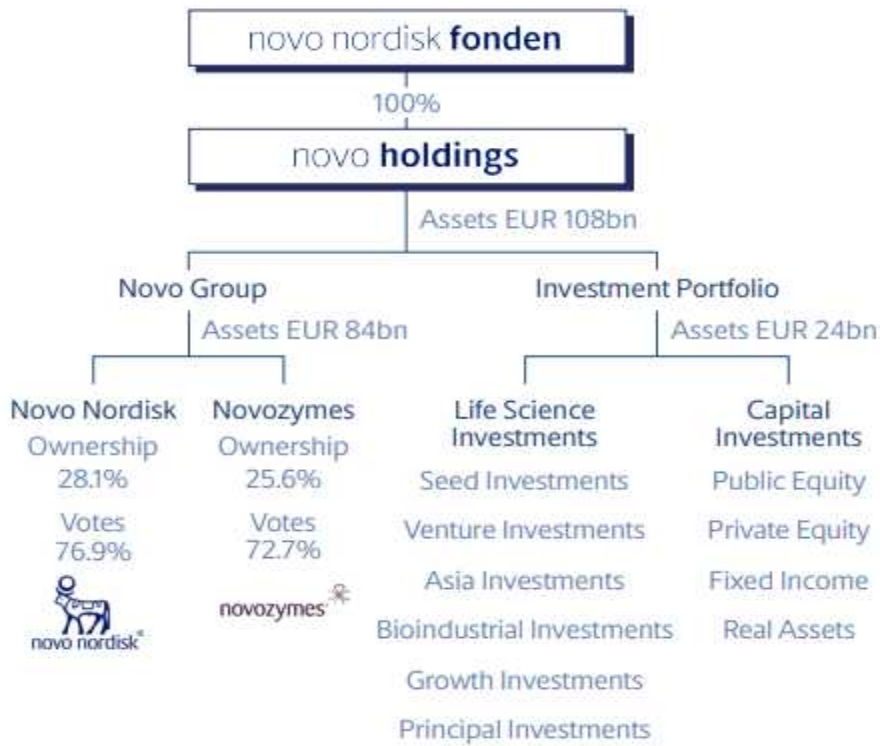 novo nordisk fonden
100%
novo holdings
Assets EUR 108bn
Novo Group
Assets EUR 84bn
Novo Nordisk
Ownership
28.1%
Votes
76.9%
novo nordisk®
Novozymes
Ownership
25.6%
Votes
72.7%
novozymes
Investment Portfolio
Assets EUR 24bn
Life Science
Investments
Seed Investments
Venture Investments
Asia Investments
Bioindustrial Investments
Growth Investments
Principal Investments
Capital
Investments
Public Equity
Private Equity
Fixed Income
Real Assets